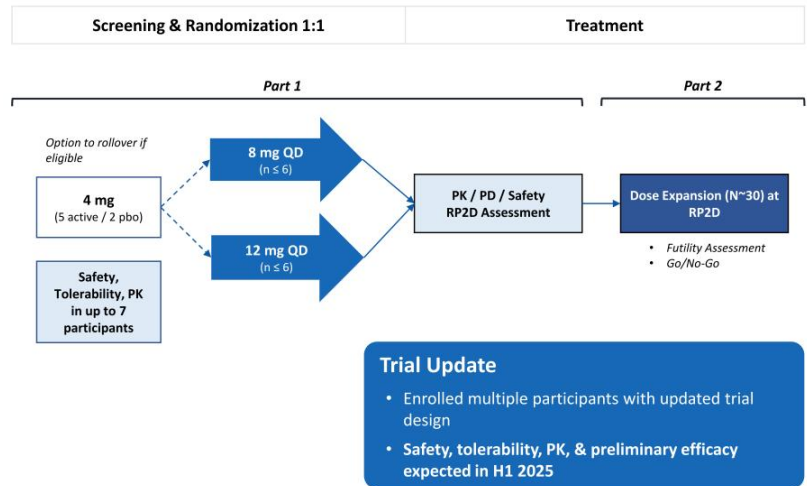 Screening & Randomization 1:1
Treatment
Part 1
Part 2
Option to rollover if
eligible
4 mg
(5 active / 2 pbo)
Safety,
Tolerability, PK
in up to 7
participants
8 mg QD
(n ≤ 6)
12 mg QD
(n ≤ 6)
PK / PD / Safety
RP2D Assessment
Dose Expansion (N~30) at
RP2D
• Futility Assessment
• Go/No-Go
Trial Update
• Enrolled multiple participants with updated trial
design
• Safety, tolerability, PK, & preliminary efficacy
expected in H1 2025